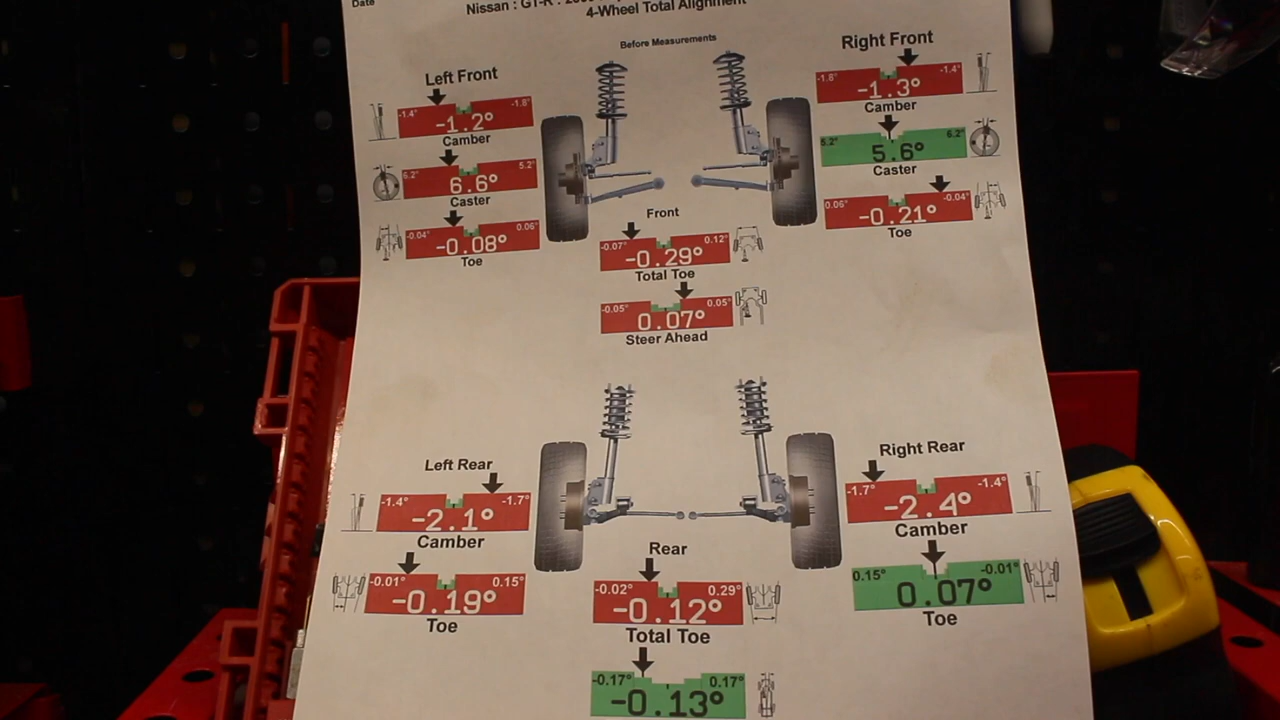 Date
Nissan : GT-R :
4-Wheel Total Alignment
Before Measurements
Left Front
-1.4° -1.8°
-1.2°
Camber
6.2° 5.2°
6.6°
Caster
-0.04° 0.06°
-0.08°
Toe
Right Front
-1.8° -1.4°
-1.3°
Camber
5.2° 6.2°
5.6°
Caster
0.06° -0.04°
-0.21°
Toe
Front
-0.07° 0.12°
-0.29°
Total Toe
-0.05° 0.05°
0.07°
Steer Ahead
Left Rear
-1.4° -1.7°
-2.1°
Camber
-0.01° 0.15°
-0.19°
Toe
Rear
-0.02° 0.29°
-0.12°
Total Toe
-0.17° 0.17°
-0.13°
Right Rear
-1.7° -1.4°
-2.4°
Camber
0.15° -0.01°
0.07°
Toe